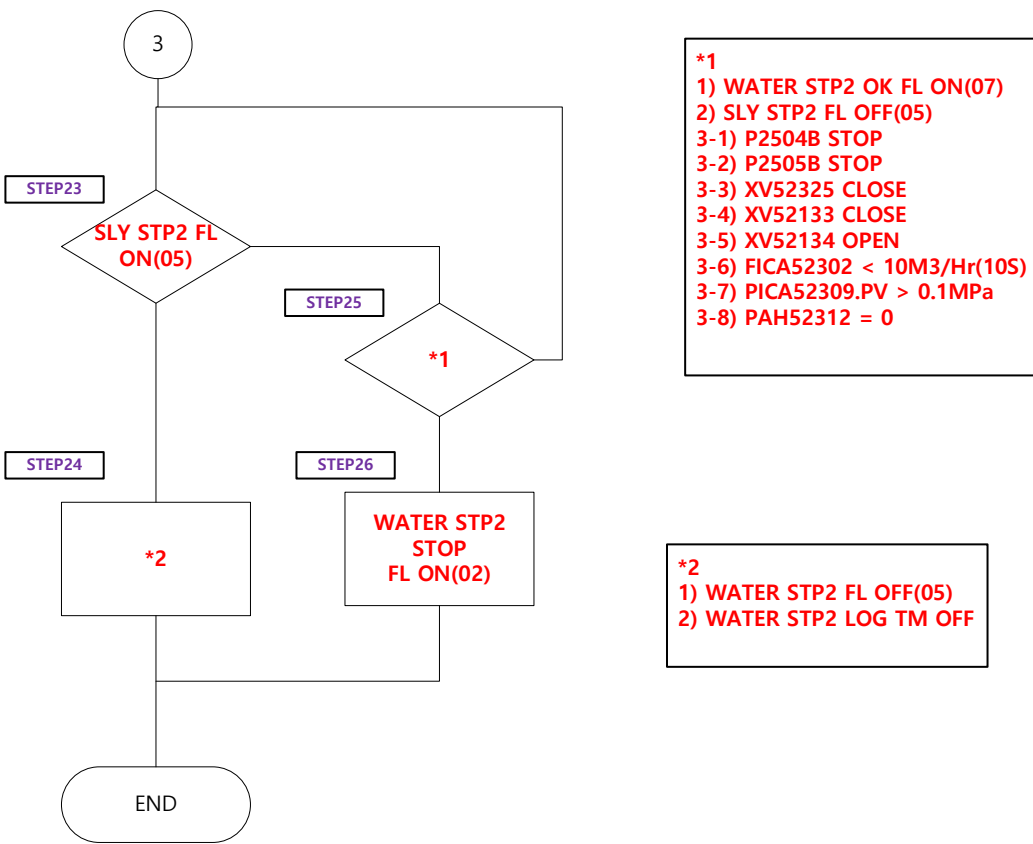 3
*1
1) WATER STP2 OK FL ON(07)
2) SLY STP2 FL OFF(05)
3-1) P2504B STOP
3-2) P2505B STOP
3-3) XV52325 CLOSE
3-4) XV52133 CLOSE
3-5) XV52134 OPEN
3-6) FICA52302 < 10M3/Hr(10S)
3-7) PICA52309.PV > 0.1MPa
3-8) PAH52312 = 0
STEP23
SLY STP2 FL
ON(05)
STEP25
*1
STEP24
*2
STEP26
WATER STP2
STOP
FL ON(02)
*2
1) WATER STP2 FL OFF(05)
2) WATER STP2 LOG TM OFF
END